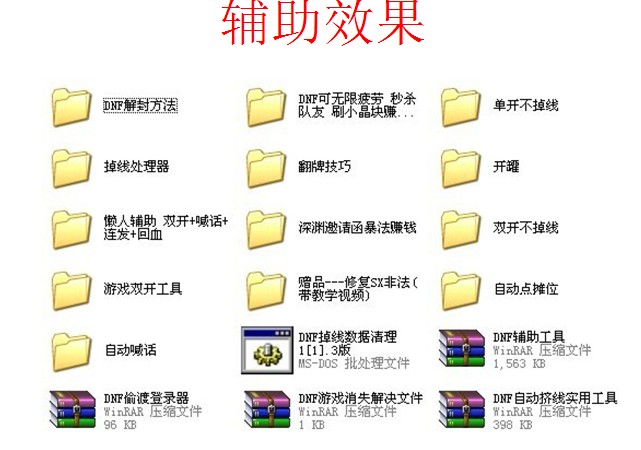 辅助效果
DNF解封方法
DNF可无限疲劳 秒杀
队友 刷小晶块赚...
单开不掉线
掉线处理器
翻牌技巧
开罐
懒人辅助 双开+喊话+
连发+回血
深渊邀请函暴法赚钱
双开不掉线
游戏双开工具
赠品---修复SX非法(
带教学视频)
自动点摊位
自动喊话
DNF掉线数据清理
1[1].3版
MS-DOS 批处理文件
DNF辅助工具
WinRAR 压缩文件
1,563 KB
DNF偷渡登录器
WinRAR 压缩文件
96 KB
DNF游戏消失解决文件
WinRAR 压缩文件
1 KB
DNF自动挤线实用工具
WinRAR 压缩文件
398 KB